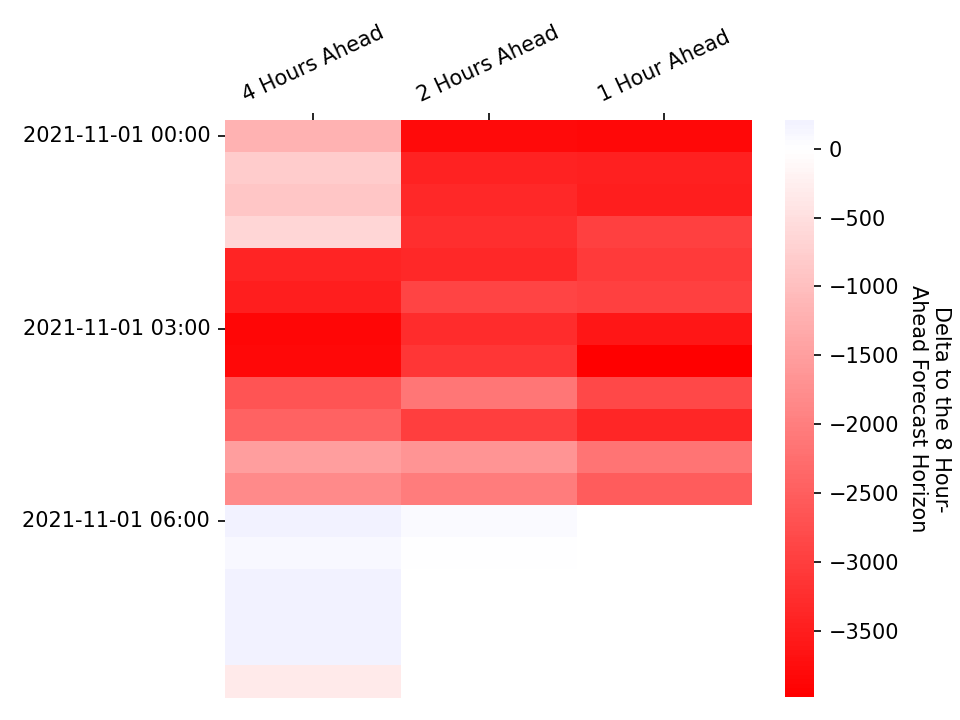 4 Hours Ahead
2 Hours Ahead
1 Hour Ahead
2021-11-01 00:00
2021-11-01 03:00
2021-11-01 06:00
0
−500
−1000
−1500
−2000
−2500
−3000
−3500
Delta to the 8 Hour-
Ahead Forecast Horizon